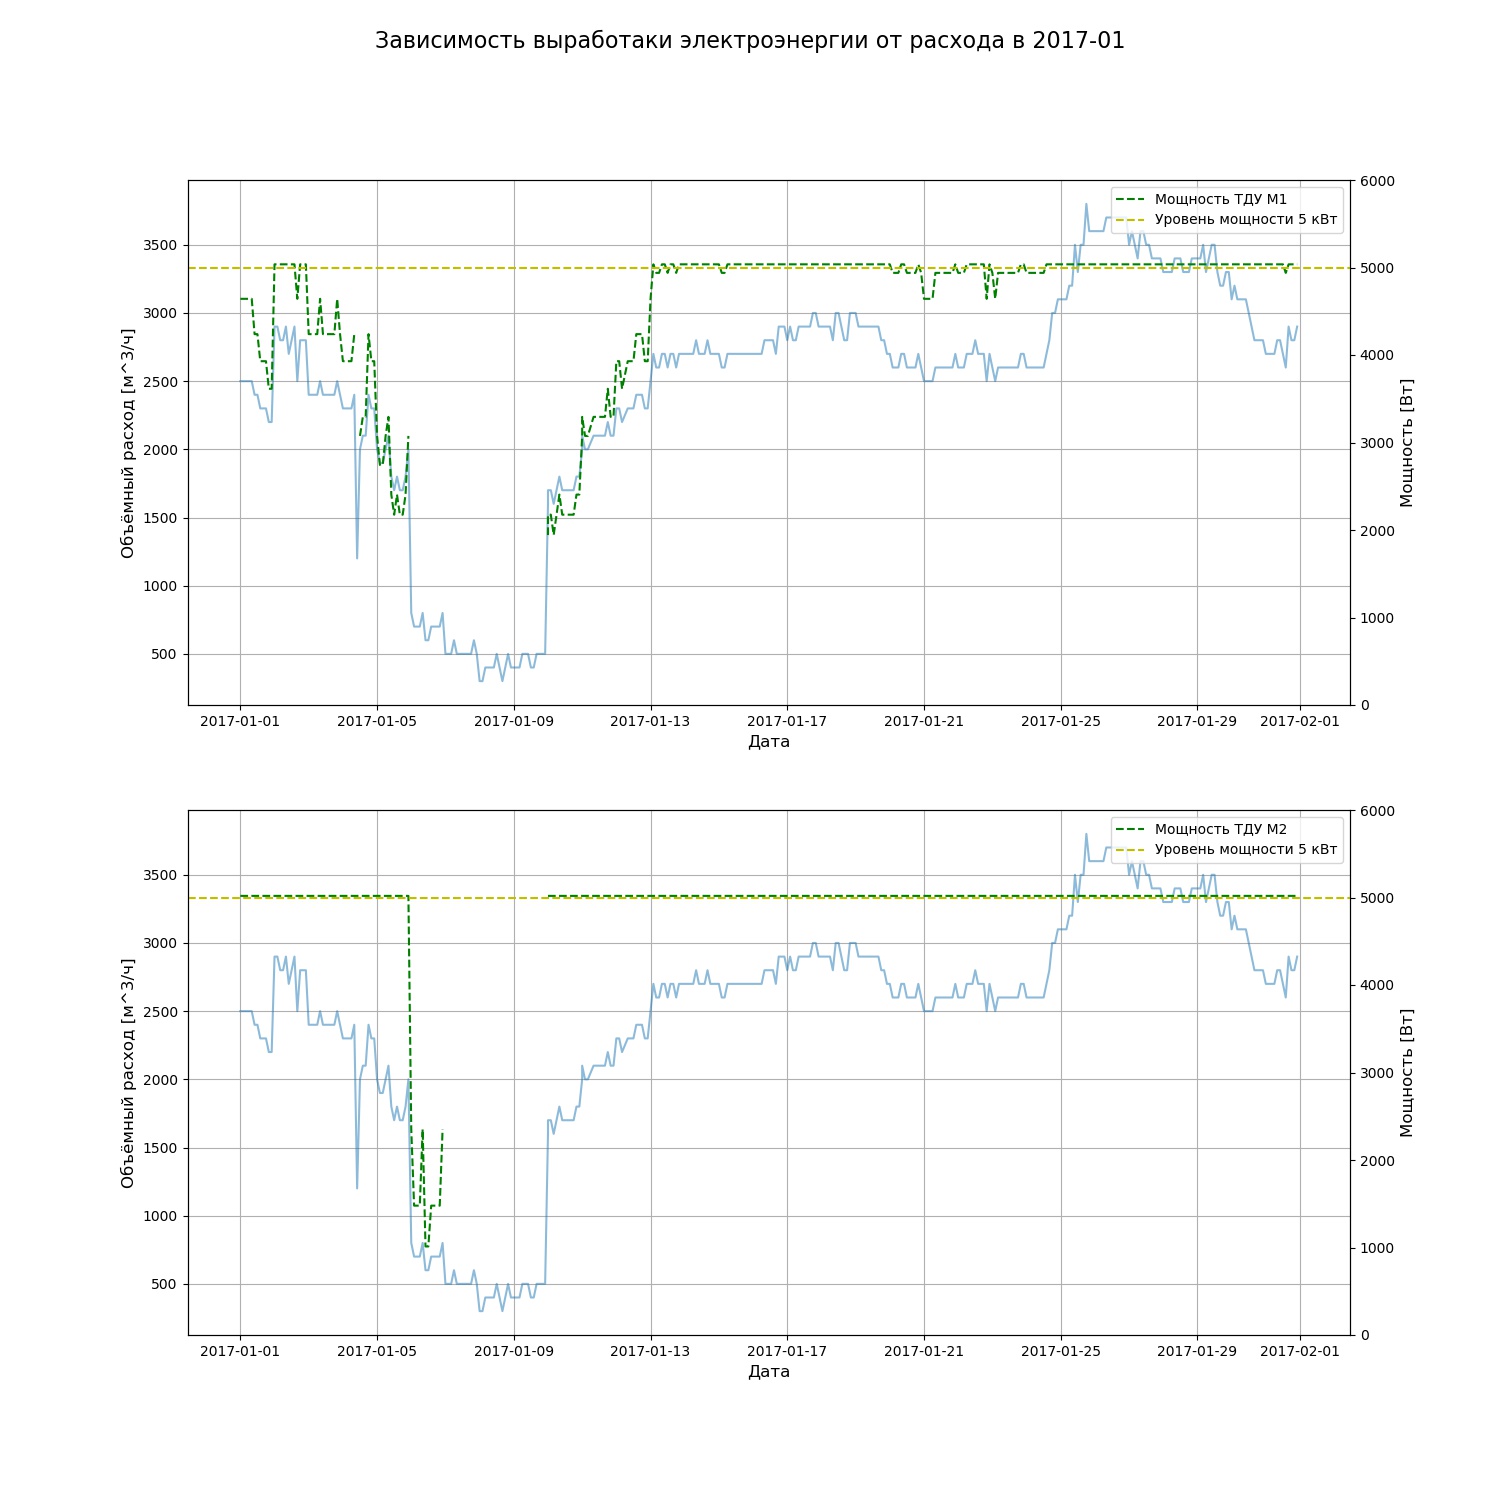 Зависимость выработаки электроэнергии от расхода в 2017-01
Мощность ТДУ М1
Уровень мощности 5 кВт
Объёмный расход [м^3/ч]
3500
3000
2500
2000
1500
1000
500
6000
5000
4000
3000
2000
1000
0
Мощность [Вт]
2017-01-01 2017-01-05 2017-01-09 2017-01-13 2017-01-17 2017-01-21 2017-01-25 2017-01-29 2017-02-01
Дата
Мощность ТДУ М2
Уровень мощности 5 кВт
Объёмный расход [м^3/ч]
3500
3000
2500
2000
1500
1000
500
6000
5000
4000
3000
2000
1000
0
Мощность [Вт]
2017-01-01 2017-01-05 2017-01-09 2017-01-13 2017-01-17 2017-01-21 2017-01-25 2017-01-29 2017-02-01
Дата